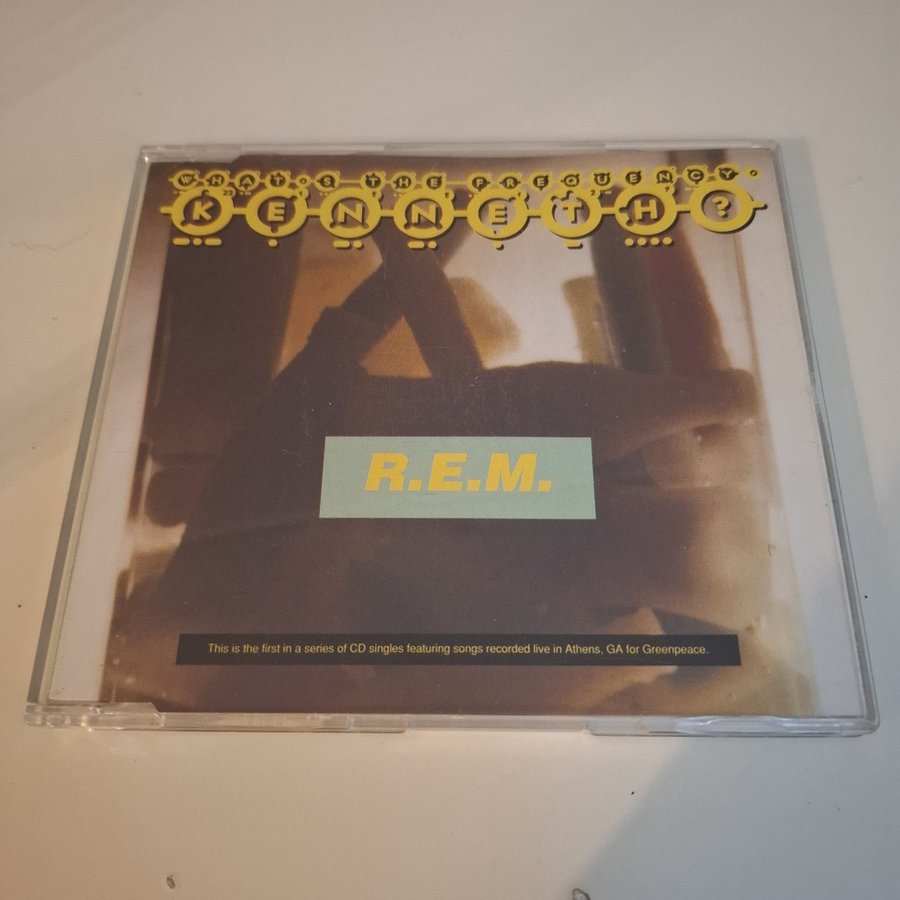 WHAT'S THE FREQUENCY,
KENNETH?
R.E.M.
This is the first in a series of CD singles featuring songs recorded live in Athens, GA for Greenpeace.